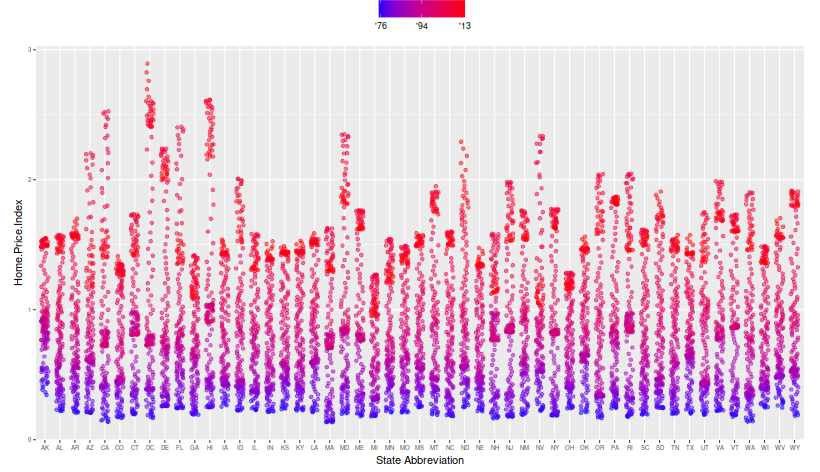 '76 '94 '13
3
2
1
0
Home.Price.Index
AK AL AR AZ CA CO CT DC DE FL GA HI IA ID IL IN KS KY LA MA MD ME MI MN MO MS MT NC ND NE NH NJ NM NV NY OH OK OR PA RI SC SD TN TX UT VA VT WA WI WV WY
State Abbreviation